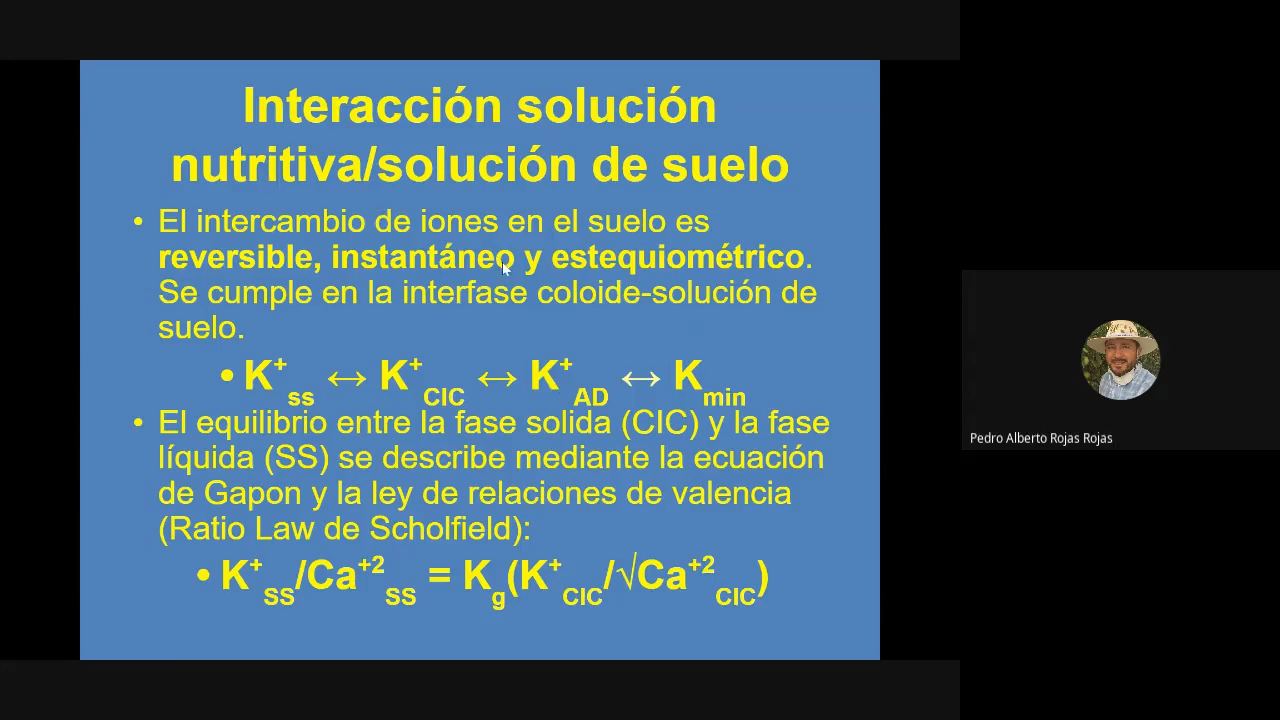 Interacción solución
nutritiva/solución de suelo
• El intercambio de iones en el suelo es
reversible, instantáneo y estequiométrico.
Se cumple en la interfase coloide-solución de
suelo.
• K⁺ss ↔ K⁺CIC ↔ K⁺AD ↔ Kmin
• El equilibrio entre la fase solida (CIC) y la fase
líquida (SS) se describe mediante la ecuación
de Gapon y la ley de relaciones de valencia
(Ratio Law de Scholfield):
• K⁺SS/Ca⁺²SS = Kg(K⁺CIC/√Ca⁺²CIC)
Pedro Alberto Rojas Rojas